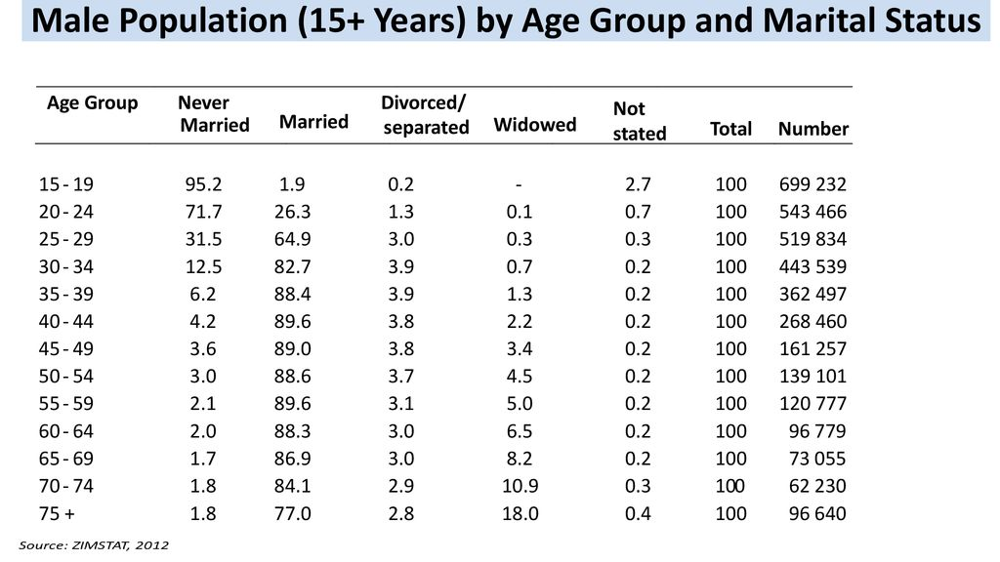 Male Population (15+ Years) by Age Group and Marital Status
Age Group Never Married Married Divorced/ separated Widowed Not stated Total Number
15 - 19 95.2 1.9 0.2 - 2.7 100 699 232
20 - 24 71.7 26.3 1.3 0.1 0.7 100 543 466
25 - 29 31.5 64.9 3.0 0.3 0.3 100 519 834
30 - 34 12.5 82.7 3.9 0.7 0.2 100 443 539
35 - 39 6.2 88.4 3.9 1.3 0.2 100 362 497
40 - 44 4.2 89.6 3.8 2.2 0.2 100 268 460
45 - 49 3.6 89.0 3.8 3.4 0.2 100 161 257
50 - 54 3.0 88.6 3.7 4.5 0.2 100 139 101
55 - 59 2.1 89.6 3.1 5.0 0.2 100 120 777
60 - 64 2.0 88.3 3.0 6.5 0.2 100 96 779
65 - 69 1.7 86.9 3.0 8.2 0.2 100 73 055
70 - 74 1.8 84.1 2.9 10.9 0.3 100 62 230
75 + 1.8 77.0 2.8 18.0 0.4 100 96 640
Source: ZIMSTAT, 2012